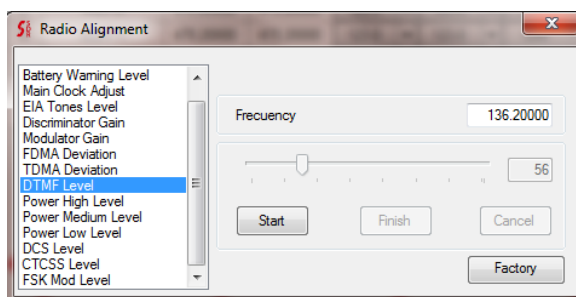 Radio Alignment
Battery Warning Level
Main Clock Adjust
EIA Tones Level
Discriminator Gain
Modulator Gain
FDMA Deviation
TDMA Deviation
DTMF Level
Power High Level
Power Medium Level
Power Low Level
DCS Level
CTCSS Level
FSK Mod Level
Frecuency 136.20000
56
Start Finish Cancel
Factory